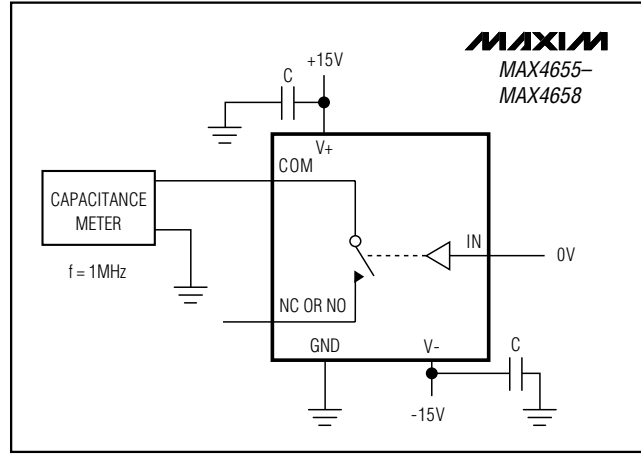 MAXIM
MAX4655–
MAX4658
+15V
C
V+
COM
CAPACITANCE
METER
IN
0V
f = 1MHz
NC OR NO
GND
V-
C
-15V